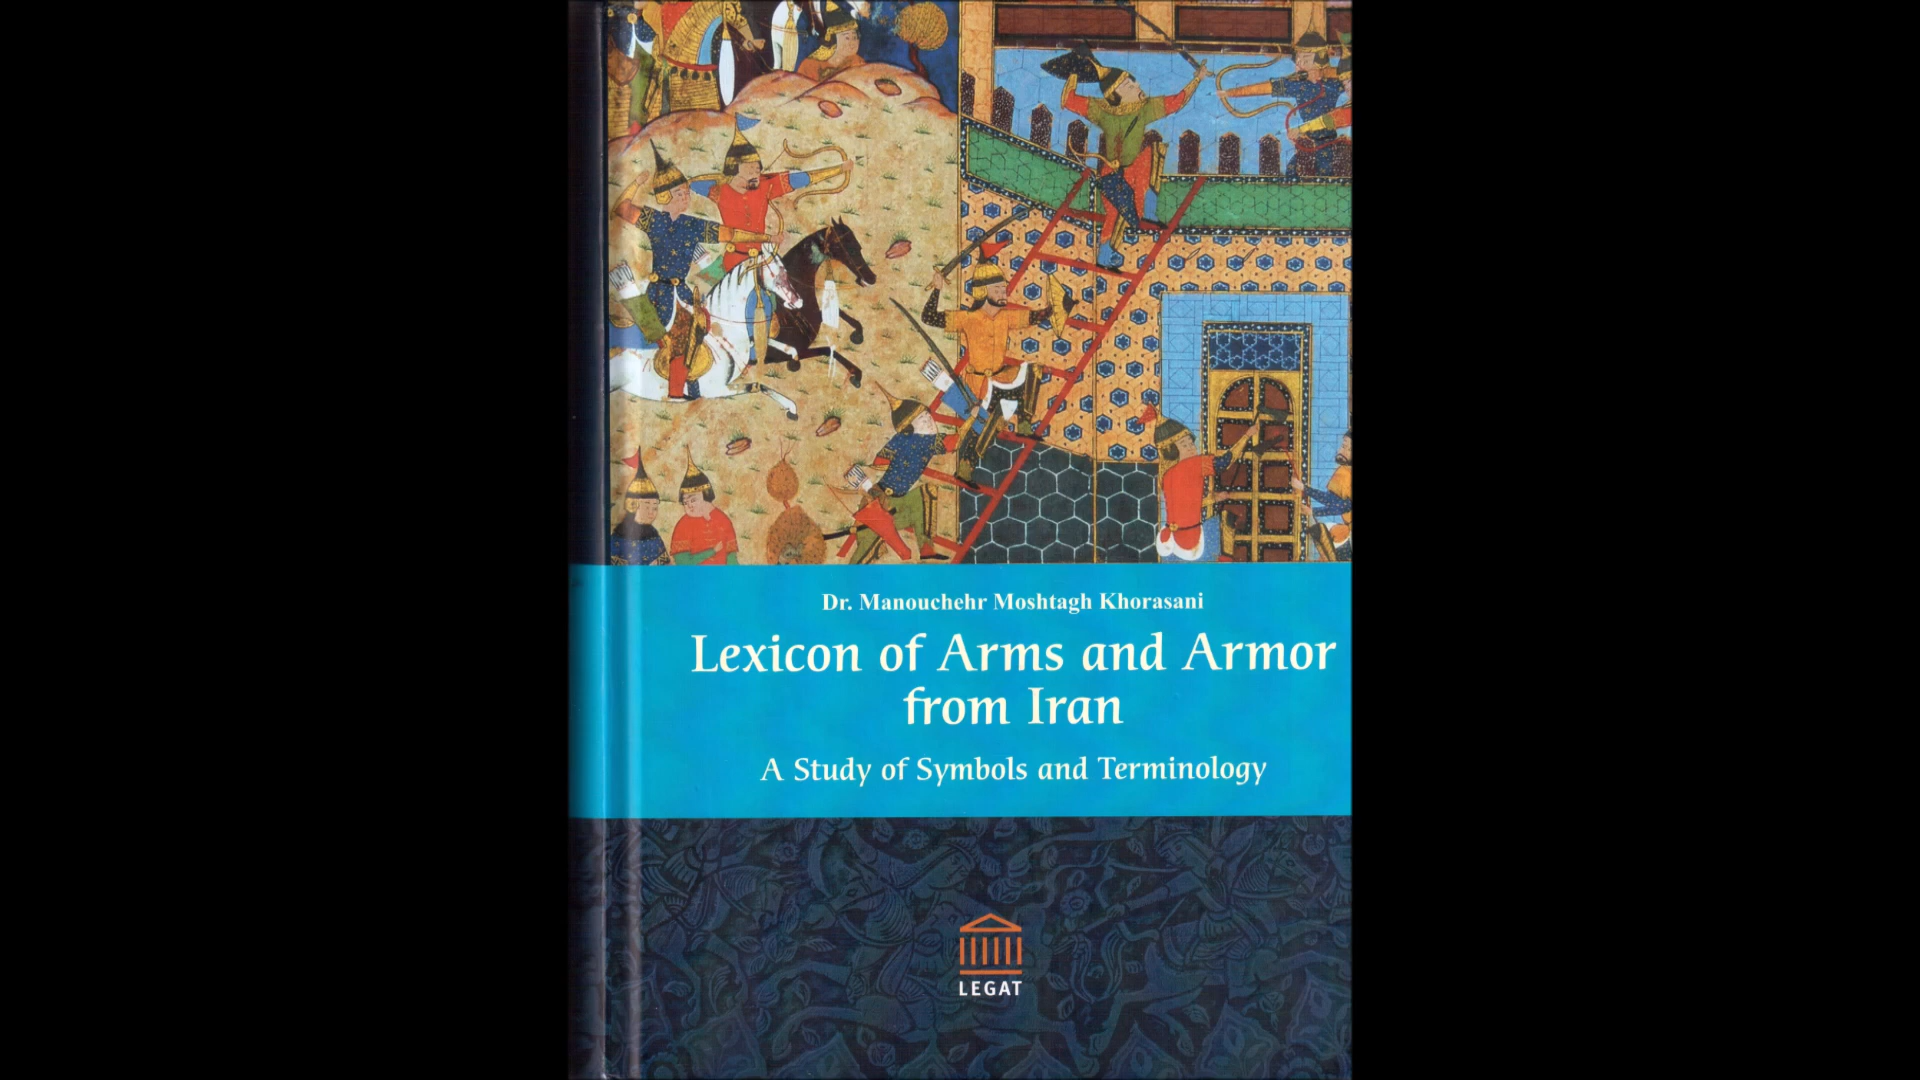 Dr. Manouchehr Moshtagh Khorasani
Lexicon of Arms and Armor
from Iran
A Study of Symbols and Terminology
LEGAT